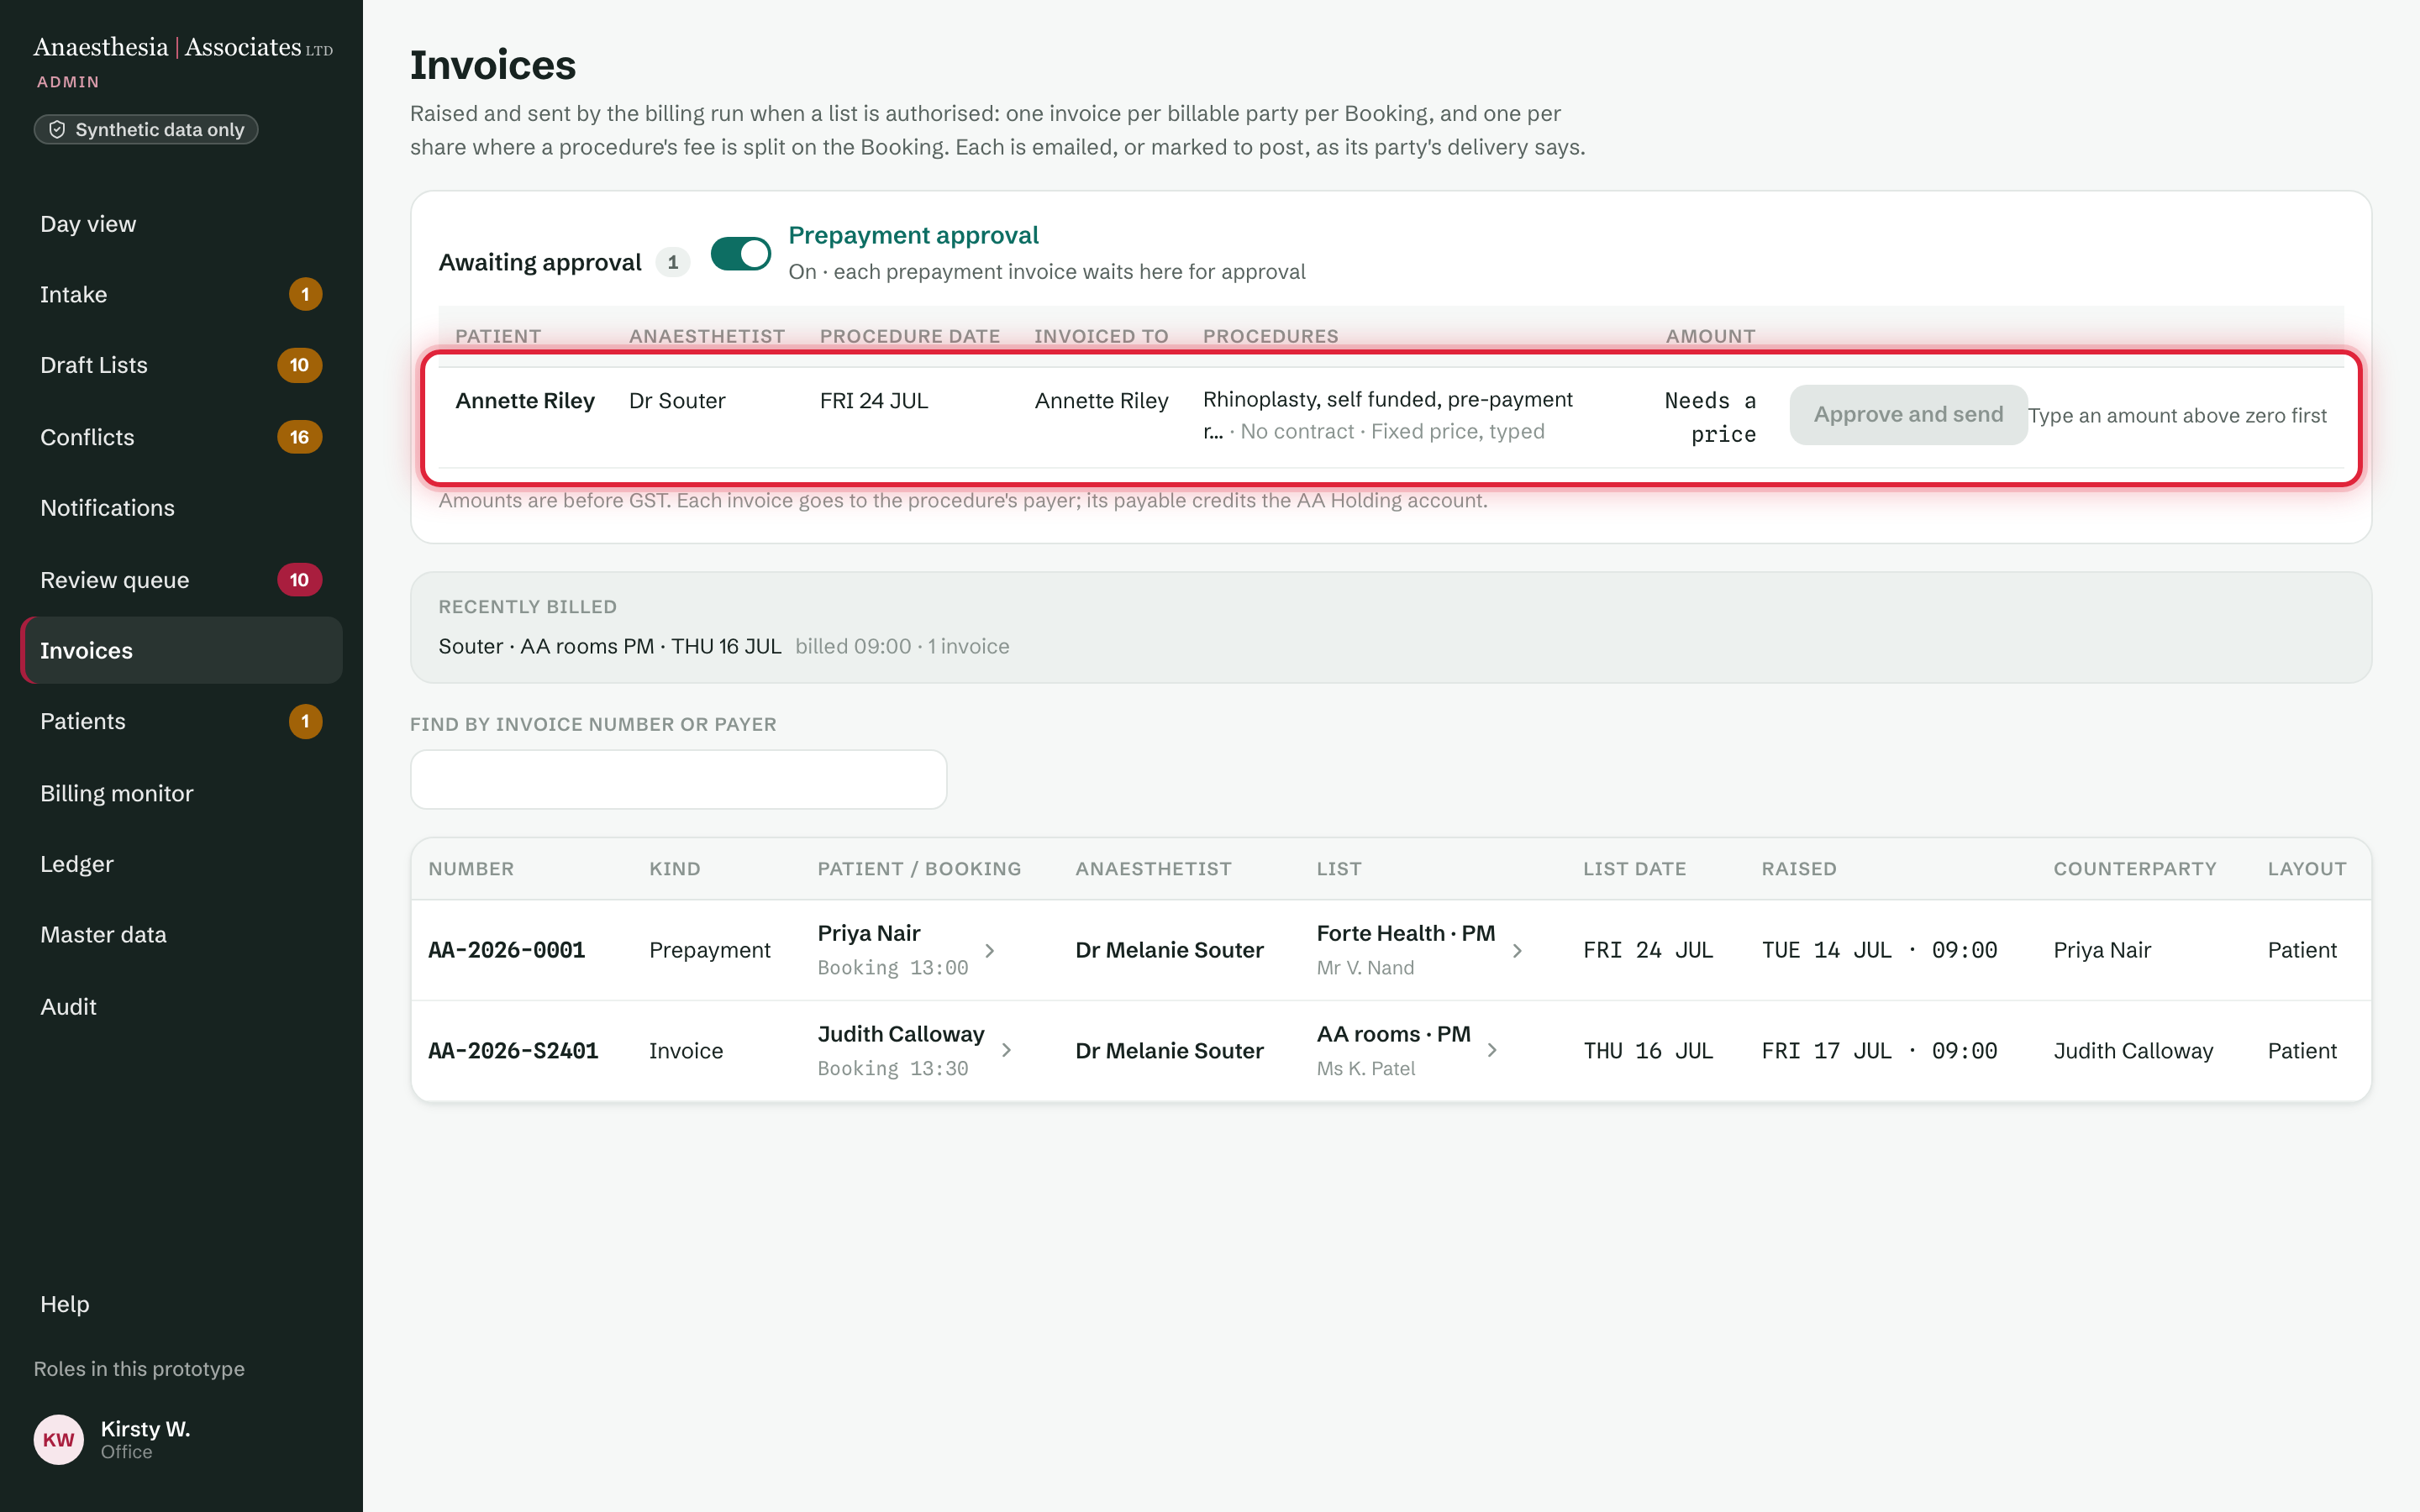 Anaesthesia | Associates LTD
ADMIN
Synthetic data only
Day view
Intake 1
Draft Lists 10
Conflicts 16
Notifications
Review queue 10
Invoices
Patients 1
Billing monitor
Ledger
Master data
Audit
Help
Roles in this prototype
KW Kirsty W.
Office
Invoices
Raised and sent by the billing run when a list is authorised: one invoice per billable party per Booking, and one per
share where a procedure's fee is split on the Booking. Each is emailed, or marked to post, as its party's delivery says.
Awaiting approval 1
Prepayment approval
On · each prepayment invoice waits here for approval
PATIENT ANAESTHETIST PROCEDURE DATE INVOICED TO PROCEDURES AMOUNT
Annette Riley Dr Souter FRI 24 JUL Annette Riley Rhinoplasty, self funded, pre-payment Needs a Approve and send Type an amount above zero first
r... · No contract · Fixed price, typed price
Amounts are before GST. Each invoice goes to the procedure's payer; its payable credits the AA Holding account.
RECENTLY BILLED
Souter · AA rooms PM · THU 16 JUL billed 09:00 · 1 invoice
FIND BY INVOICE NUMBER OR PAYER
NUMBER KIND PATIENT / BOOKING ANAESTHETIST LIST LIST DATE RAISED COUNTERPARTY LAYOUT
AA-2026-0001 Prepayment Priya Nair Dr Melanie Souter Forte Health · PM FRI 24 JUL TUE 14 JUL · 09:00 Priya Nair Patient
Booking 13:00 Mr V. Nand
AA-2026-S2401 Invoice Judith Calloway Dr Melanie Souter AA rooms · PM THU 16 JUL FRI 17 JUL · 09:00 Judith Calloway Patient
Booking 13:30 Ms K. Patel